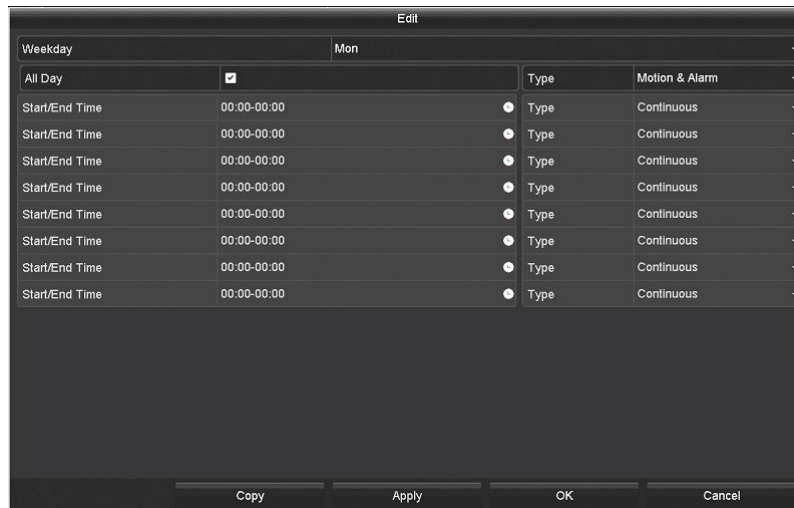 Edit
Weekday Mon
All Day Type Motion & Alarm
Start/End Time 00:00-00:00 Type Continuous
Start/End Time 00:00-00:00 Type Continuous
Start/End Time 00:00-00:00 Type Continuous
Start/End Time 00:00-00:00 Type Continuous
Start/End Time 00:00-00:00 Type Continuous
Start/End Time 00:00-00:00 Type Continuous
Start/End Time 00:00-00:00 Type Continuous
Start/End Time 00:00-00:00 Type Continuous
Copy Apply OK Cancel